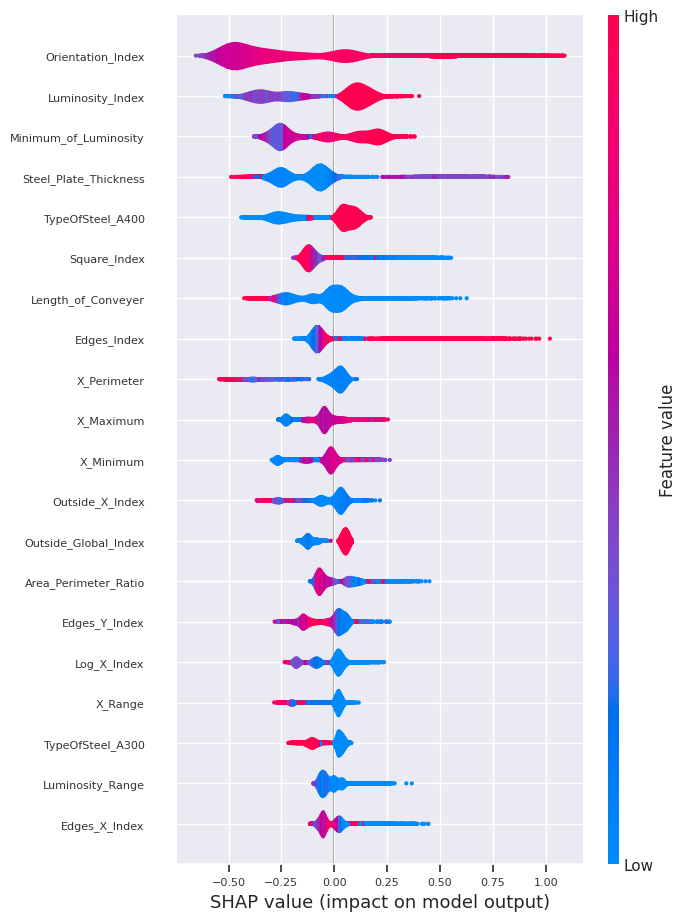 High
Orientation_Index
Luminosity_Index
Minimum_of_Luminosity
Steel_Plate_Thickness
TypeOfSteel_A400
Square_Index
Length_of_Conveyer
Edges_Index
X_Perimeter
X_Maximum
X_Minimum
Outside_X_Index
Outside_Global_Index
Area_Perimeter_Ratio
Edges_Y_Index
Log_X_Index
X_Range
TypeOfSteel_A300
Luminosity_Range
Edges_X_Index
Feature value
Low
−0.50 −0.25 0.00 0.25 0.50 0.75 1.00
SHAP value (impact on model output)